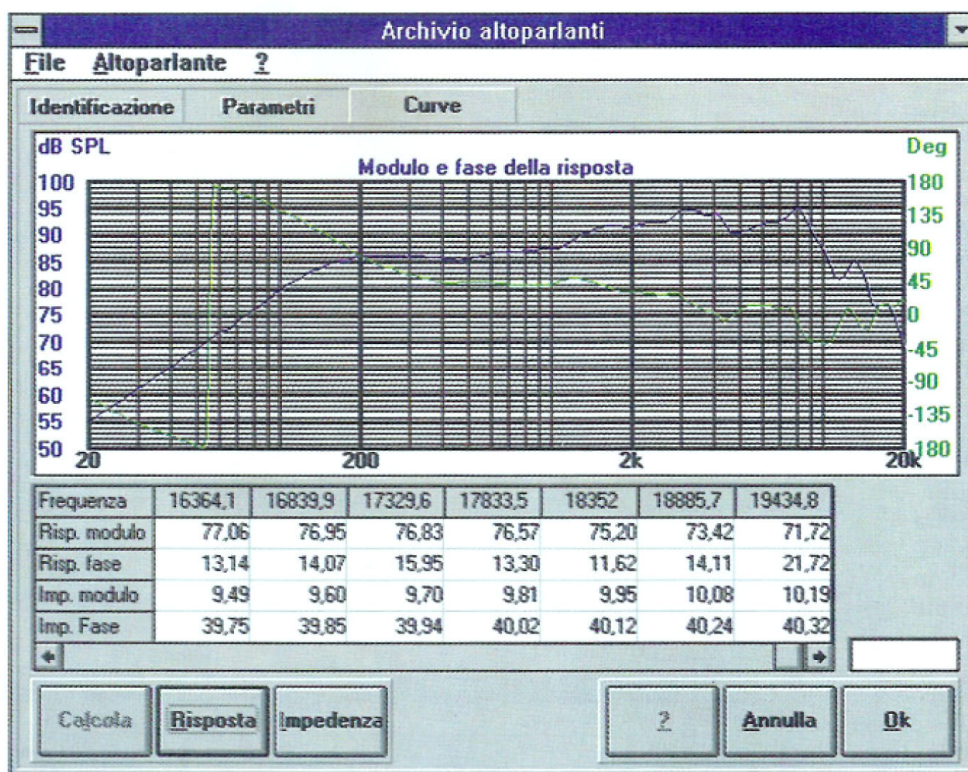 Archivio altoparlanti
File Altoparlante ?
Identificazione Parametri Curve
dB SPL Deg
Modulo e fase della risposta
100 180
95 135
90 90
85 45
80 0
75 -45
70 -90
65 -135
60 -180
55
50
20 200 2k 20k
Frequenza 16364,1 16839,9 17329,6 17833,5 18352 18885,7 19434,8
Risp. modulo 77,06 76,95 76,83 76,57 75,20 73,42 71,72
Risp. fase 13,14 14,07 15,95 13,30 11,62 14,11 21,72
Imp. modulo 9,49 9,60 9,70 9,81 9,95 10,08 10,19
Imp. Fase 39,75 39,85 39,94 40,02 40,12 40,24 40,32
Calcola Risposta Impedenza ? Annulla Ok